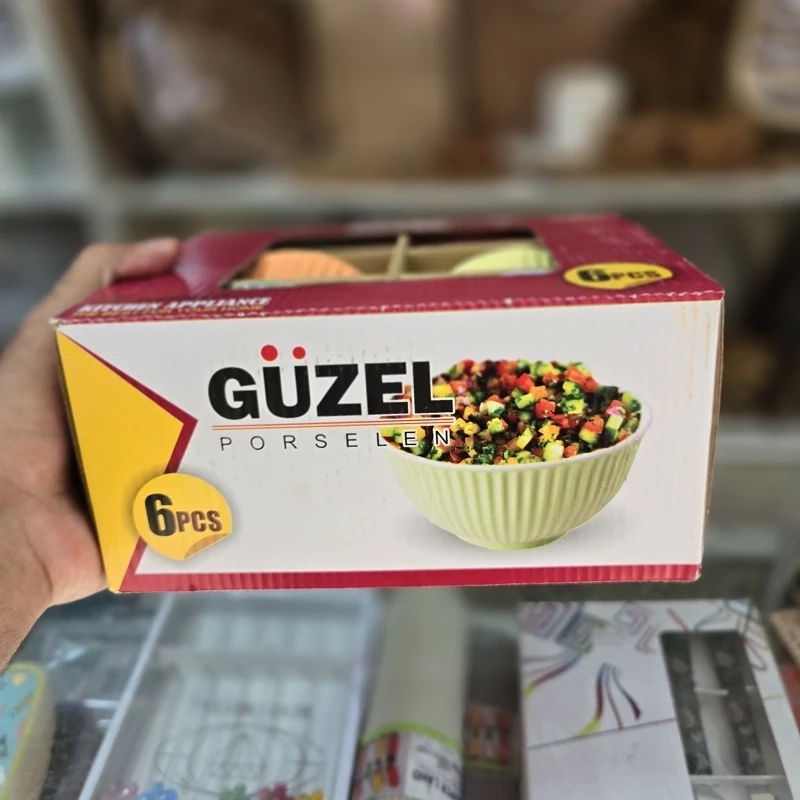 6PCS
KITCHEN APPLIANCE
GÜZEL
PORSELEN
6PCS